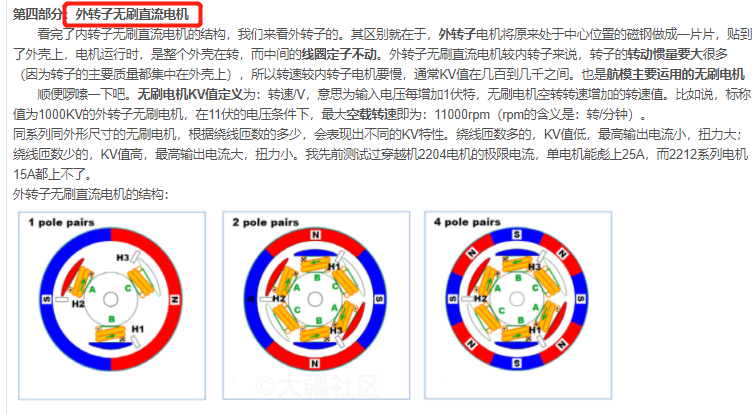 第四部分：外转子无刷直流电机
看完了内转子无刷直流电机的结构，我们来看外转子的。其区别就在于，外转子电机将原来处于中心位置的磁钢做成一片片，贴到
了外壳上，电机运行时，是整个外壳在转，而中间的线圈定子不动。外转子无刷直流电机较内转子来说，转子的转动惯量要大很多
（因为转子的主要质量都集中在外壳上），所以转速较内转子电机要慢，通常KV值在几百到几千之间。也是航模主要运用的无刷电机
顺便啰嗦一下吧。无刷电机KV值定义为：转速/V，意思为输入电压每增加1伏特，无刷电机空转转速增加的转速值。比如说，标称
值为1000KV的外转子无刷电机，在11伏的电压条件下，最大空载转速即为：11000rpm（rpm的含义是：转/分钟）。
同系列同外形尺寸的无刷电机，根据绕线匝数的多少，会表现出不同的KV特性。绕线匝数多的，KV值低，最高输出电流小，扭力大；
绕线匝数少的，KV值高，最高输出电流大，扭力小。我先前测试过穿越机2204电机的极限电流，单电机能彪上25A，而2212系列电机
15A都上不了。
外转子无刷直流电机的结构：
1 pole pairs
S
N
H3
H2
H1
A
C
B
2 pole pairs
N
S
S
N
H1
H2
H3
B
A
C
C
A
B
4 pole pairs
S
N
N
S
S
N
N
S
H3
H2
H1
B
A
C
C
A
B
©大疆社区